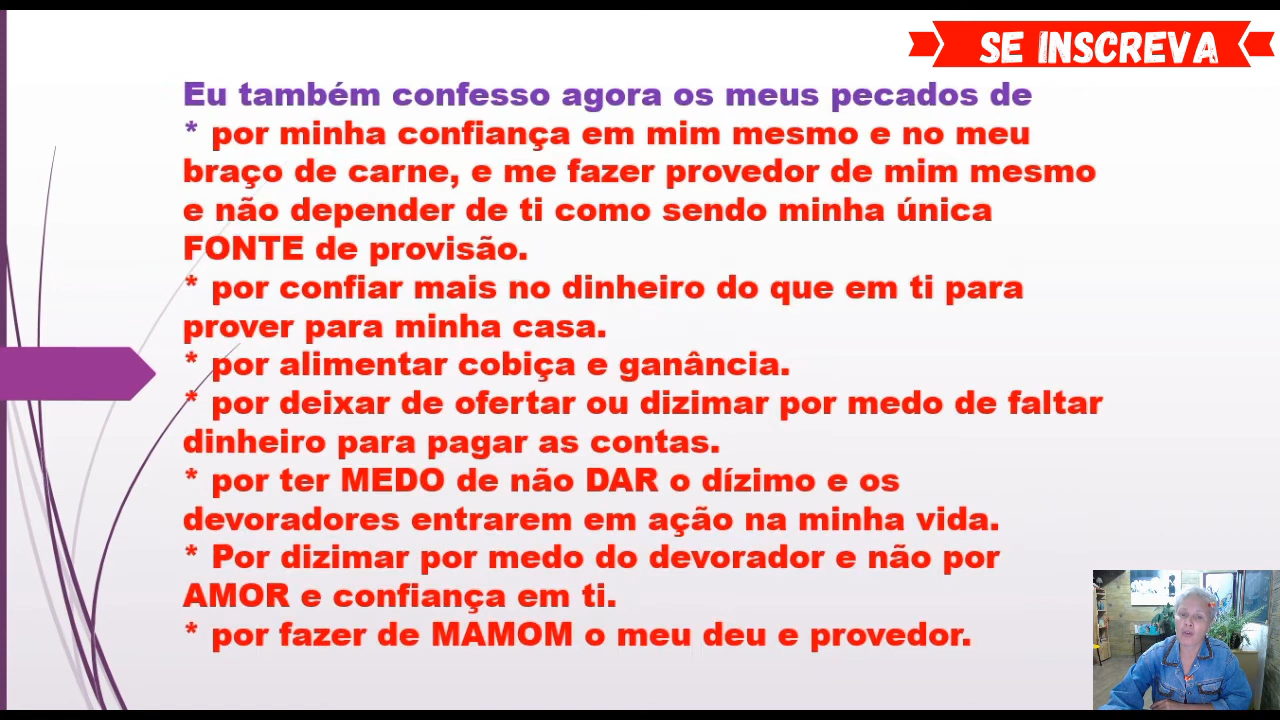 SE INSCREVA
Eu também confesso agora os meus pecados de
* por minha confiança em mim mesmo e no meu
braço de carne, e me fazer provedor de mim mesmo
e não depender de ti como sendo minha única
FONTE de provisão.
* por confiar mais no dinheiro do que em ti para
prover para minha casa.
* por alimentar cobiça e ganância.
* por deixar de ofertar ou dizimar por medo de faltar
dinheiro para pagar as contas.
* por ter MEDO de não DAR o dízimo e os
devoradores entrarem em ação na minha vida.
* Por dizimar por medo do devorador e não por
AMOR e confiança em ti.
* por fazer de MAMOM o meu deu e provedor.